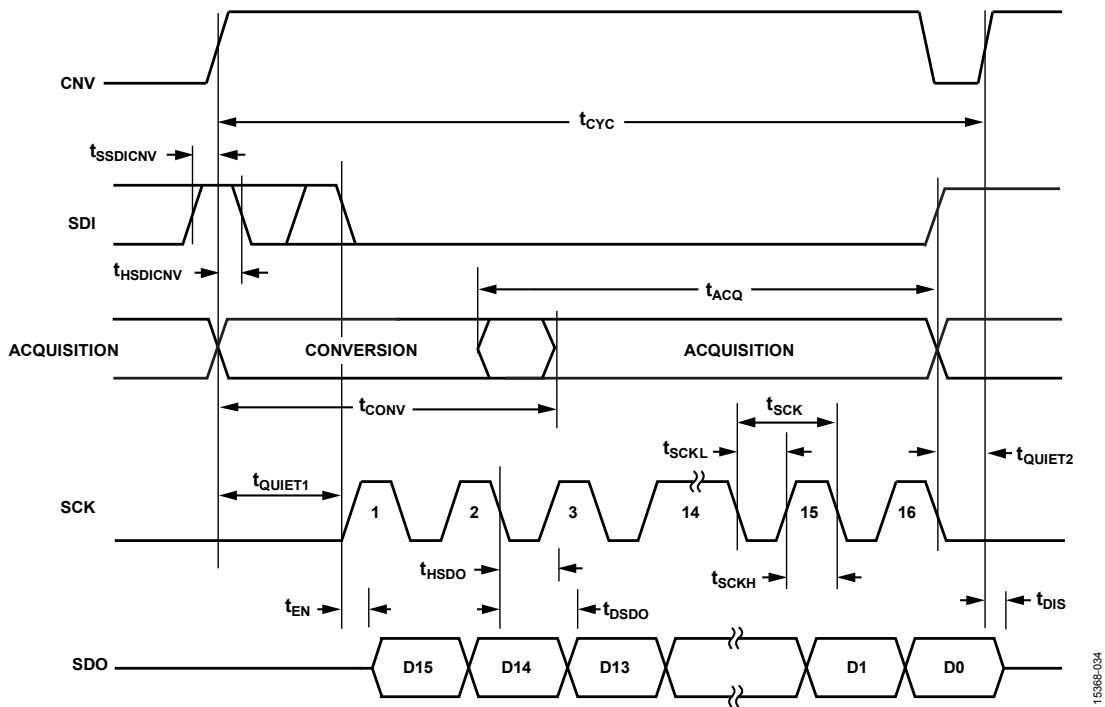 CNV
tCYC
tSSDICNV
SDI
tHSDICNV
tACQ
ACQUISITION
CONVERSION
ACQUISITION
tCONV
tSCK
tSCKL
tQUIET2
tQUIET1
SCK
1
2
3
14
15
16
tHSDO
tSCKH
tEN
tDSDO
tDIS
SDO
D15
D14
D13
D1
D0
15368-034